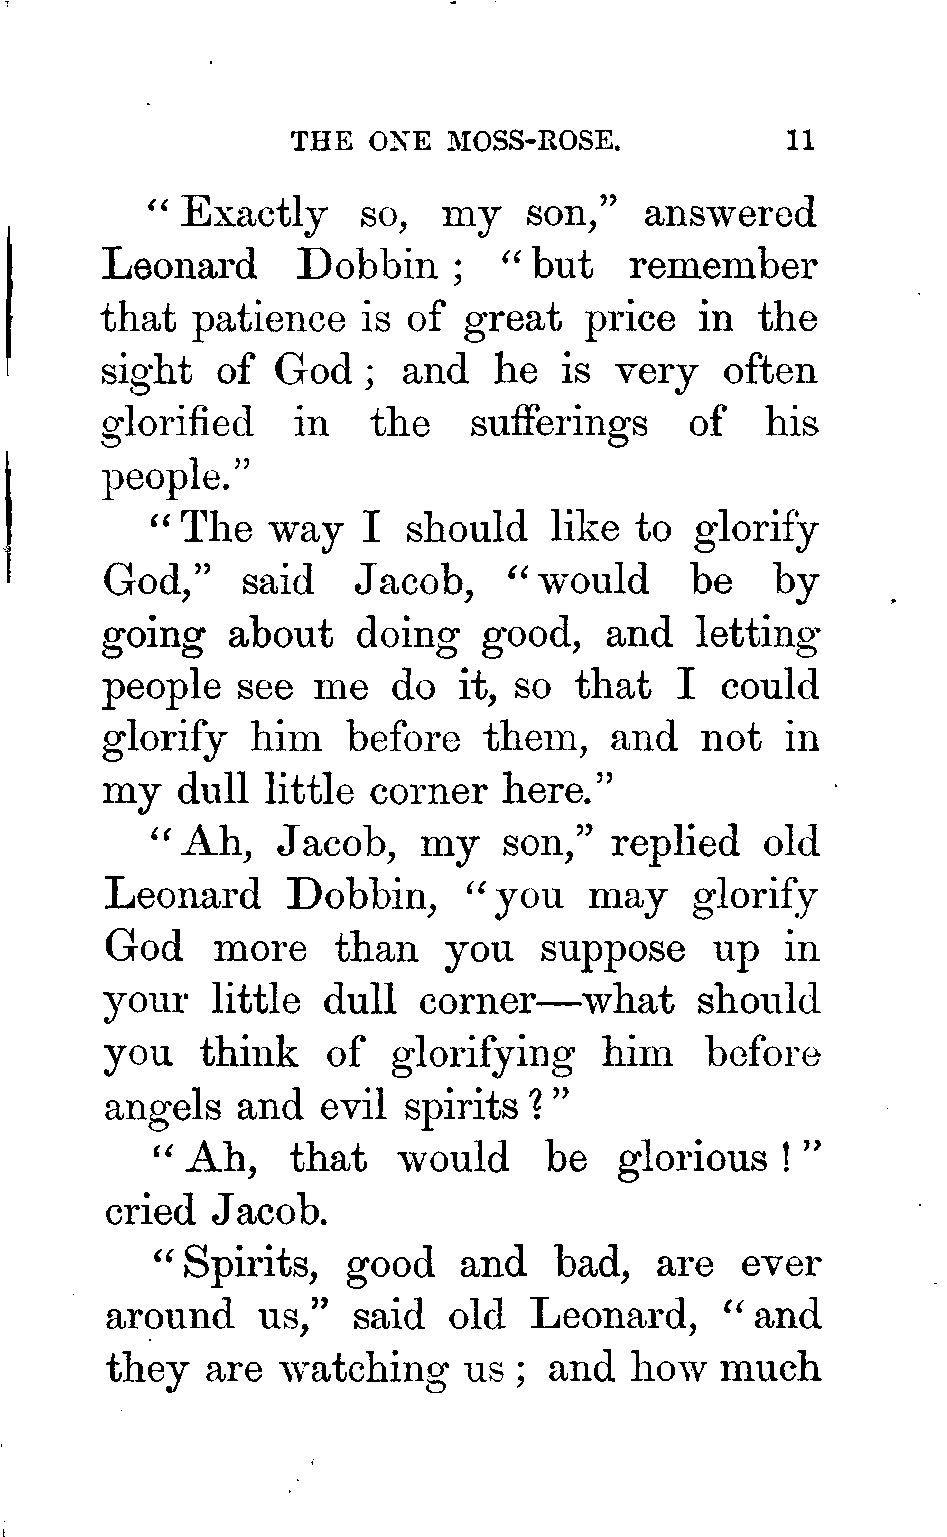 THE ONE MOSS-ROSE. 11
“ Exactly so, my son,” answered
Leonard Dobbin ; “ but remember
that patience is of great price in the
sight of God ; and he is very often
glorified in the sufferings of his
people.”
“ The way I should like to glorify
God,” said Jacob, “ would be by
going about doing good, and letting
people see me do it, so that I could
glorify him before them, and not in
my dull little corner here.”
“ Ah, Jacob, my son,” replied old
Leonard Dobbin, “ you may glorify
God more than you suppose up in
your little dull corner—what should
you think of glorifying him before
angels and evil spirits ? ”
“ Ah, that would be glorious ! ”
cried Jacob.
“ Spirits, good and bad, are ever
around us,” said old Leonard, “ and
they are watching us ; and how much